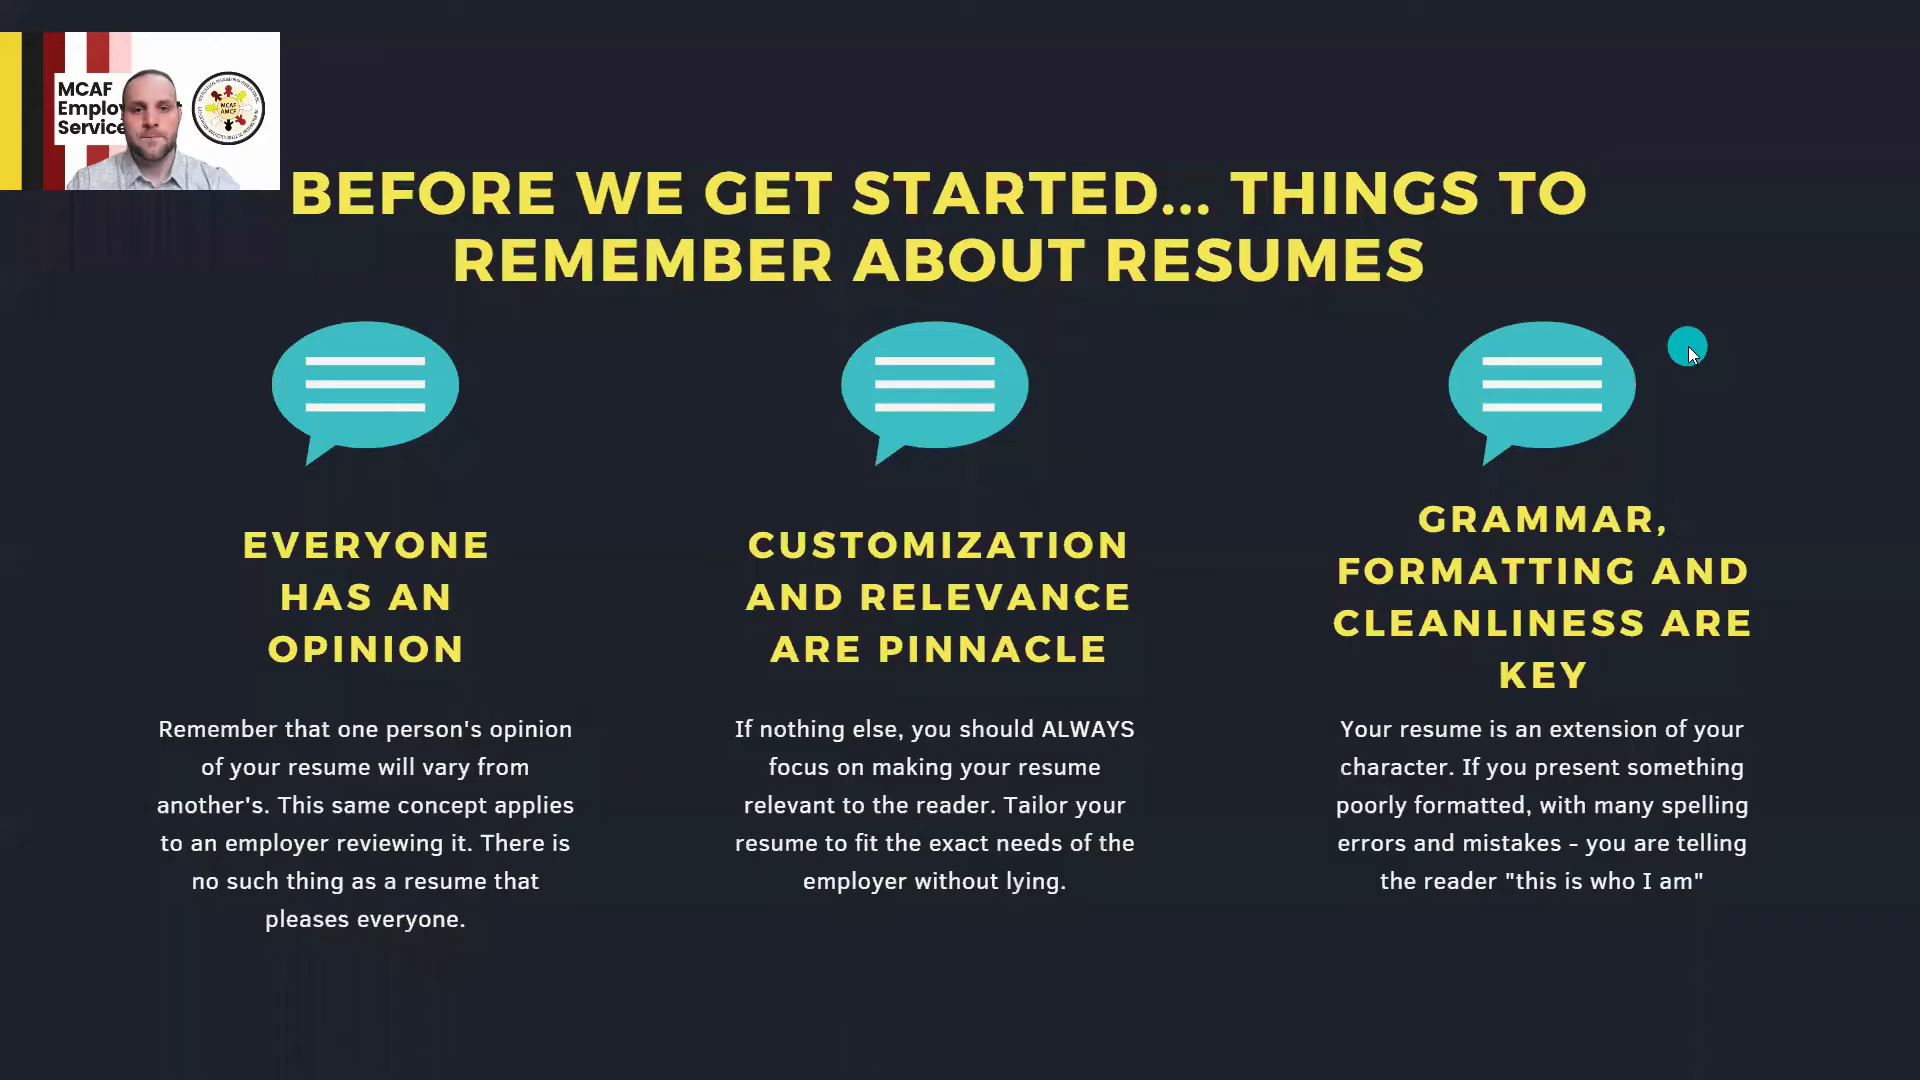 MCAF
Employ
Service
MCAF
AMCF
BEFORE WE GET STARTED... THINGS TO
REMEMBER ABOUT RESUMES
EVERYONE
HAS AN
OPINION
Remember that one person's opinion
of your resume will vary from
another's. This same concept applies
to an employer reviewing it. There is
no such thing as a resume that
pleases everyone.
CUSTOMIZATION
AND RELEVANCE
ARE PINNACLE
If nothing else, you should ALWAYS
focus on making your resume
relevant to the reader. Tailor your
resume to fit the exact needs of the
employer without lying.
GRAMMAR,
FORMATTING AND
CLEANLINESS ARE
KEY
Your resume is an extension of your
character. If you present something
poorly formatted, with many spelling
errors and mistakes - you are telling
the reader "this is who I am"